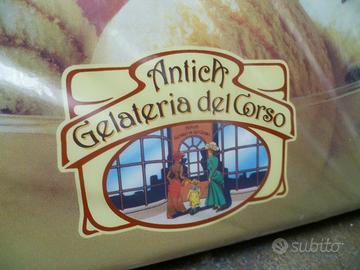 Antica
Gelateria del Corso
subito